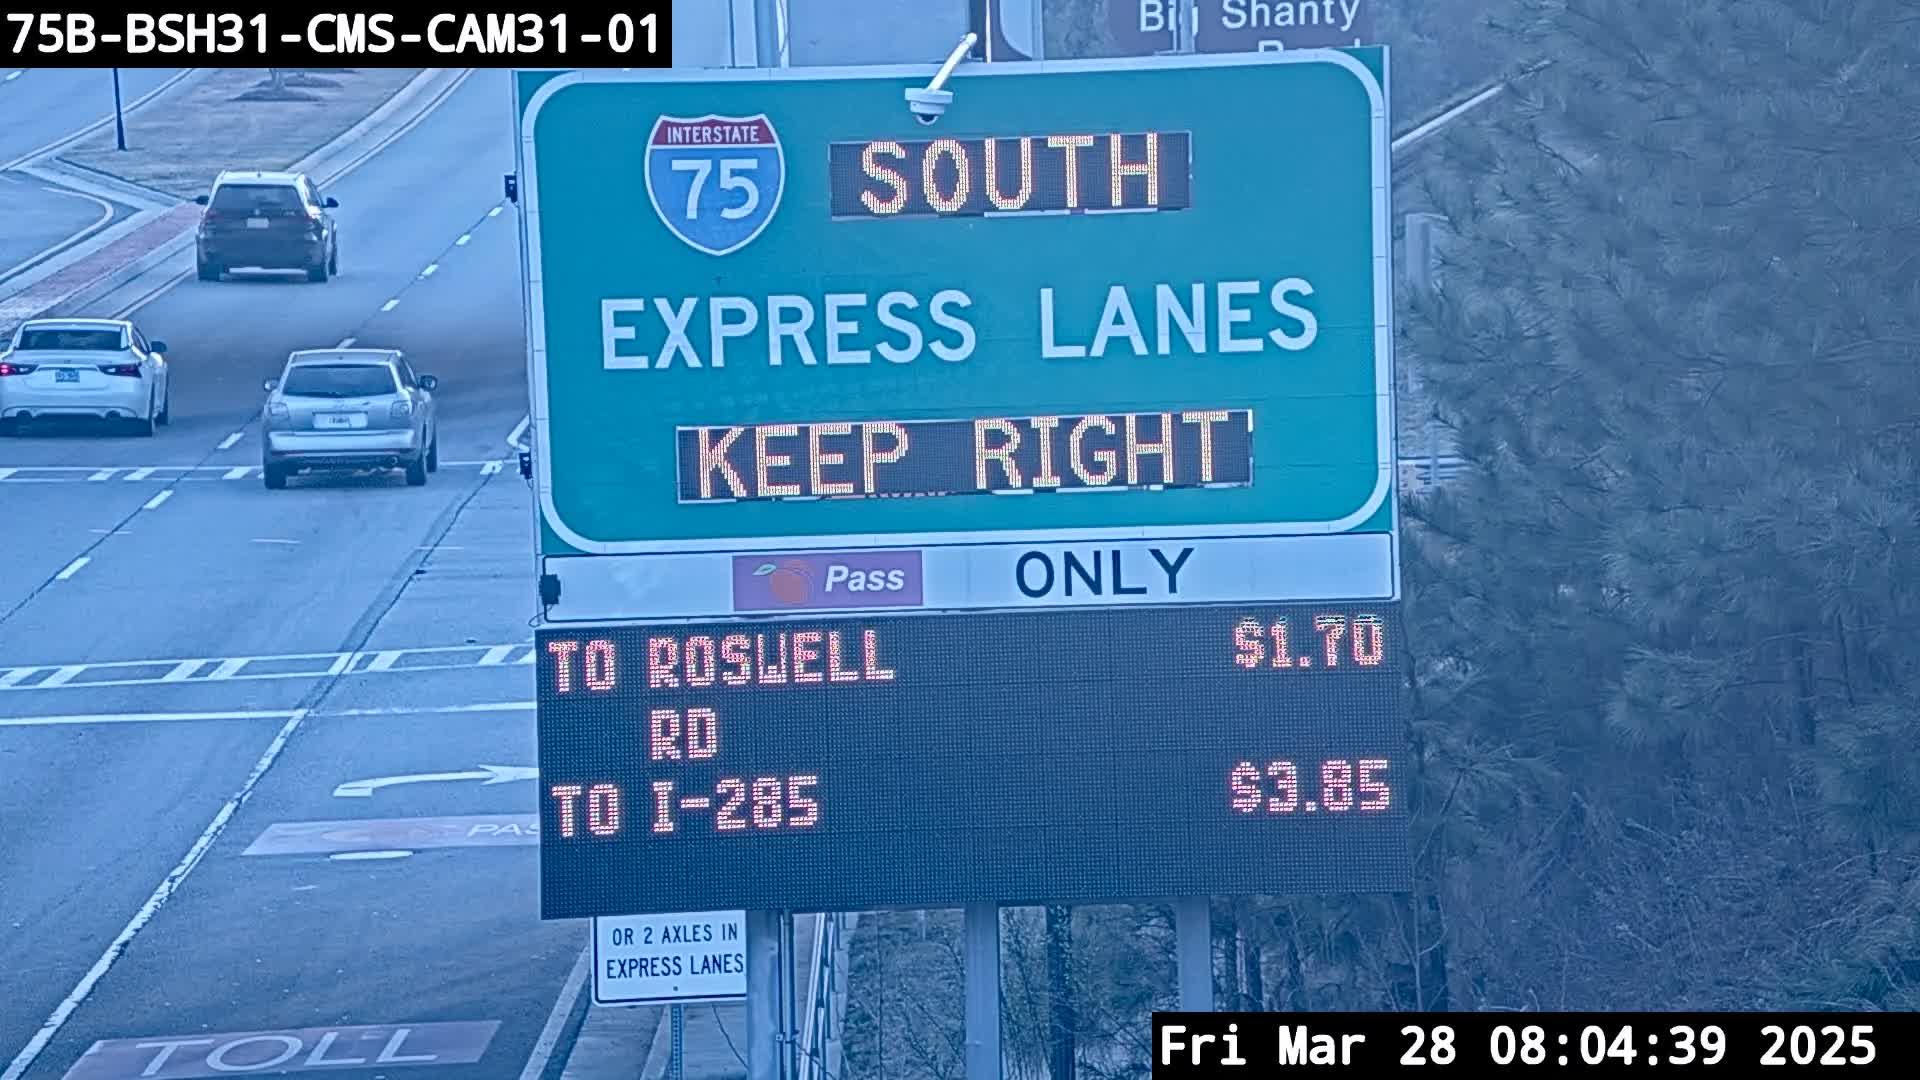 75B-BSH31-CMS-CAM31-01
Big Shanty
Road
INTERSTATE
75
SOUTH
EXPRESS LANES
KEEP RIGHT
Pass ONLY
TO ROSWELL $1.70
RD
TO I-285 $3.85
OR 2 AXLES IN
EXPRESS LANES
TOLL
Fri Mar 28 08:04:39 2025